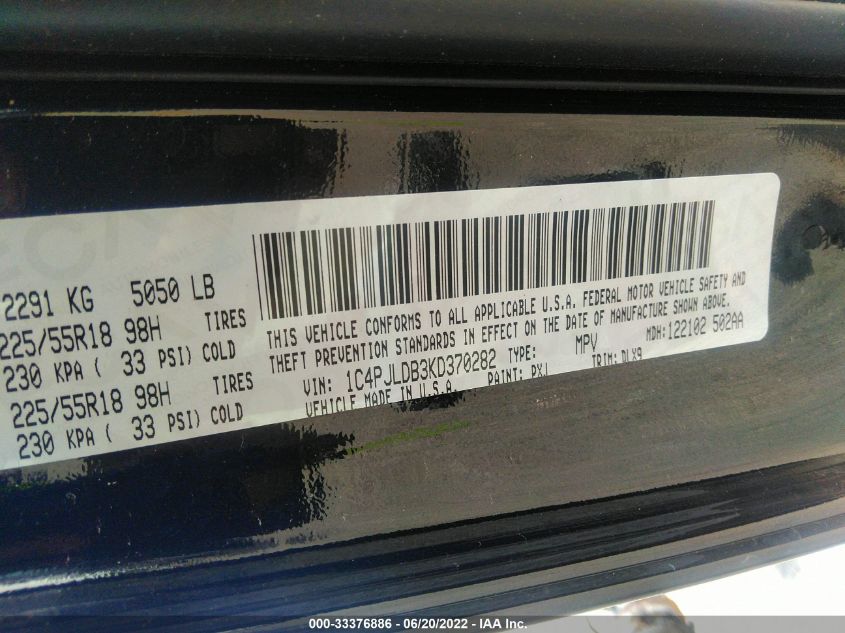 2291 KG 5050 LB
225/55R18 98H TIRES
230 KPA ( 33 PSI) COLD
225/55R18 98H TIRES
230 KPA ( 33 PSI) COLD
THIS VEHICLE CONFORMS TO ALL APPLICABLE U.S.A. FEDERAL MOTOR VEHICLE SAFETY AND
THEFT PREVENTION STANDARDS IN EFFECT ON THE DATE OF MANUFACTURE SHOWN ABOVE.
VIN: 1C4PJLDB3KD370282 TYPE: MPV MDH:122102 502AA
VEHICLE MADE IN U.S.A. PAINT: PXJ TRIM: DLX9
000-33376886 - 06/20/2022 - IAA Inc.